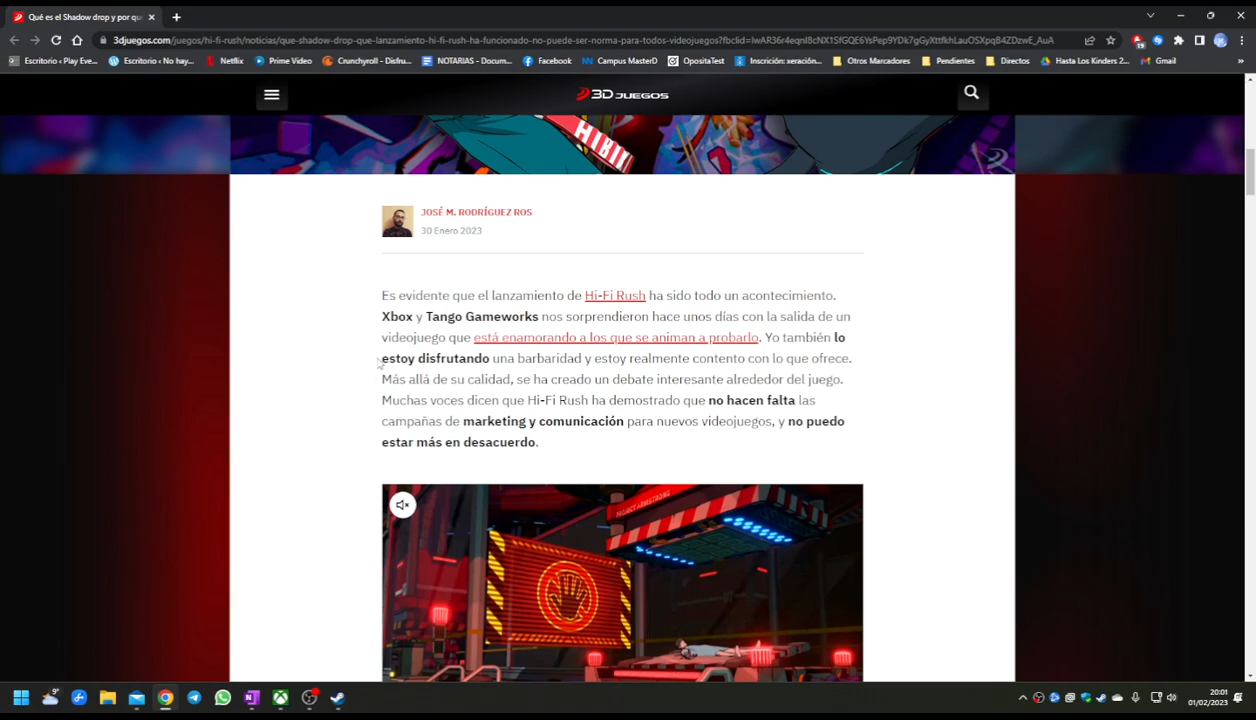 Qué es el Shadow drop y por qu
3djuegos.com/juegos/hi-fi-rush/noticias/que-shadow-drop-que-lanzamiento-hi-fi-rush-ha-funcionado-no-puede-ser-norma-para-todos-videojuegos?fbclid=
19
Escritorio ‹ Play Eve...
Escritorio ‹ No hay...
Netflix
Prime Video
Crunchyroll - Disfru...
NOTARIAS - Docum...
Facebook
Campus MasterD
OpositaTest
Inscripción: xeración...
Otros Marcadores
Pendientes
Directos
Hasta Los Kinders 2...
Gmail
»
3DJUEGOS
HIBIK
JOSÉ M. RODRÍGUEZ ROS
30 Enero 2023
Es evidente que el lanzamiento de Hi-Fi Rush ha sido todo un acontecimiento.
Xbox y Tango Gameworks nos sorprendieron hace unos días con la salida de un
videojuego que está enamorando a los que se animan a probarlo. Yo también lo
estoy disfrutando una barbaridad y estoy realmente contento con lo que ofrece.
Más allá de su calidad, se ha creado un debate interesante alrededor del juego.
Muchas voces dicen que Hi-Fi Rush ha demostrado que no hacen falta las
campañas de marketing y comunicación para nuevos videojuegos, y no puedo
estar más en desacuerdo.
PROJECT ARMSTRONG
9°
20:01
01/02/2023